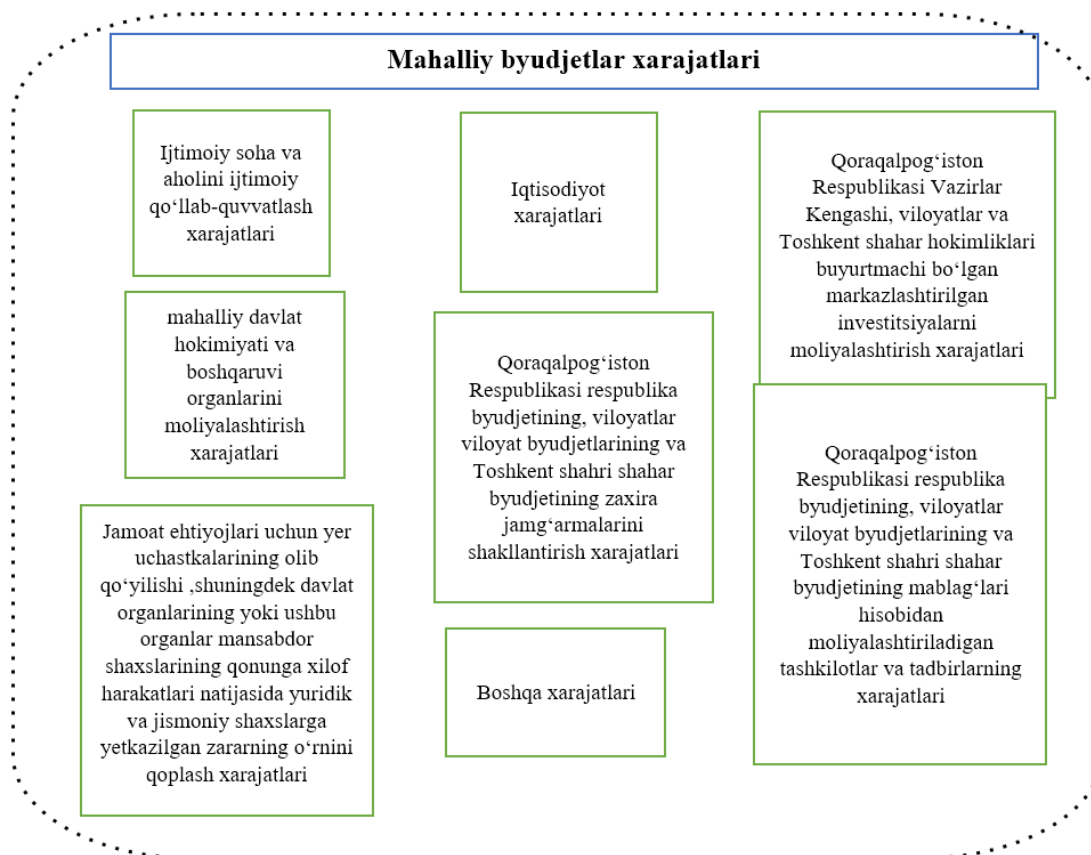 Mahalliy byudjetlar xarajatlari
Ijtimoiy soha va
aholini ijtimoiy
qo‘llab-quvvatlash
xarajatlari
mahalliy davlat
hokimiyati va
boshqaruvi
organlarini
moliyalashtirish
xarajatlari
Jamoat ehtiyojlari uchun yer
uchastkalarining olib
qo‘yilishi ,shuningdek davlat
organlarining yoki ushbu
organlar mansabdor
shaxslarining qonunga xilof
harakatlari natijasida yuridik
va jismoniy shaxslarga
yetkazilgan zararning o‘rnini
qoplash xarajatlari
Iqtisodiyot
xarajatlari
Qoraqalpog‘iston
Respublikasi respublika
byudjetining, viloyatlar
viloyat byudjetlarining va
Toshkent shahri shahar
byudjetining zaxira
jamg‘armalarini
shakllantirish xarajatlari
Boshqa xarajatlari
Qoraqalpog‘iston
Respublikasi Vazirlar
Kengashi, viloyatlar va
Toshkent shahar hokimliklari
buyurtmachi bo‘lgan
markazlashtirilgan
investitsiyalarni
moliyalashtirish xarajatlari
Qoraqalpog‘iston
Respublikasi respublika
byudjetining, viloyatlar
viloyat byudjetlarining va
Toshkent shahri shahar
byudjetining mablag‘lari
hisobidan
moliyalashtiriladigan
tashkilotlar va tadbirlarning
xarajatlari